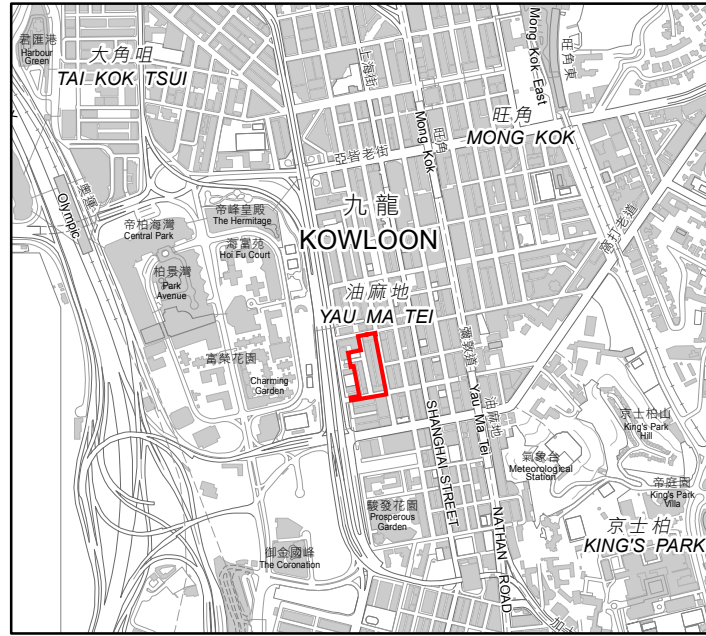 君匯港
Harbour
Green
大角咀
TAI KOK TSUI
上海街
Mong Kok
旺角
Mong Kok East
旺角東
旺角
MONG KOK
亞皆老街
Olympic
奧運
帝柏海灣
Central Park
帝峰皇殿
The Hermitage
海富苑
Hoi Fu Court
柏景灣
Park
Avenue
九龍
KOWLOON
窩打老道
油麻地
YAU MA TEI
富榮花園
Charming
Garden
彌敦道
Yau Ma Tei
油麻地
SHANGHAI STREET
NATHAN ROAD
京士柏山
King's Park
Hill
氣象台
Meteorological
Station
帝庭園
King's Park
Villa
駿發花園
Prosperous
Garden
京士柏
KING'S PARK
御金國峰
The Coronation